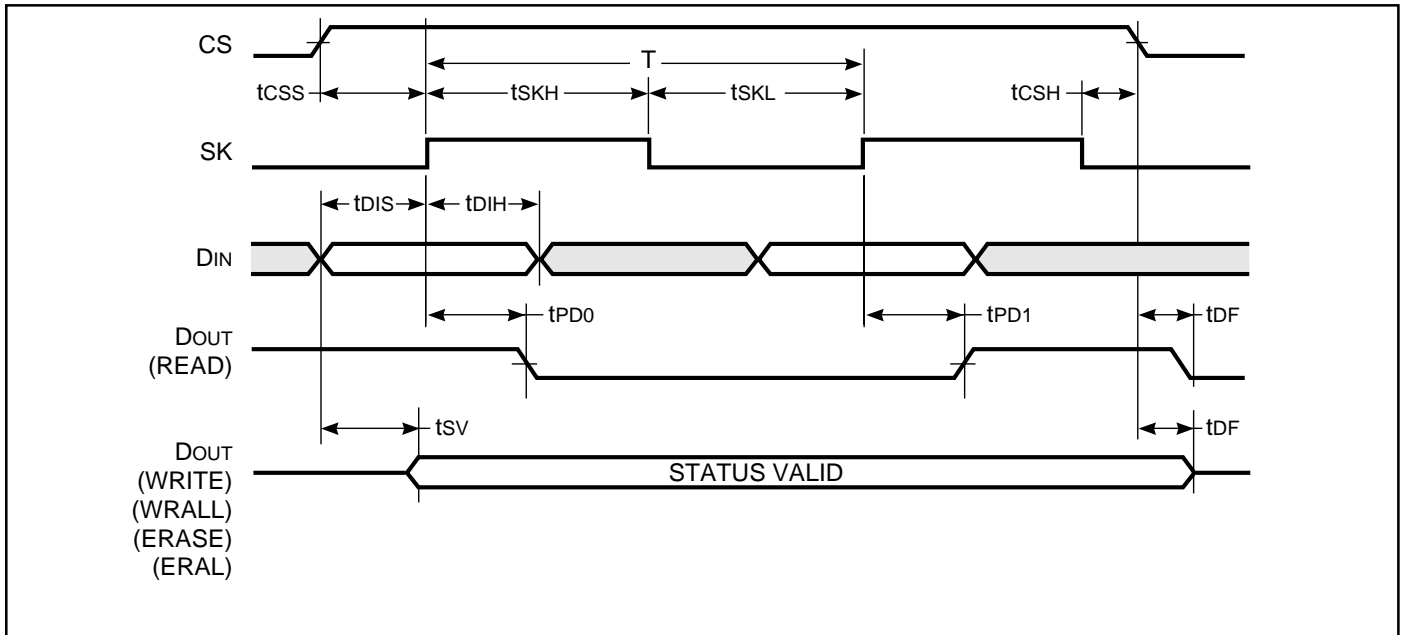 CS
T
tCSS
tSKH
tSKL
tCSH
SK
tDIS
tDIH
DIN
tPD0
tPD1
tDF
DOUT
(READ)
tSV
tDF
DOUT
(WRITE)
(WRALL)
(ERASE)
(ERAL)
STATUS VALID